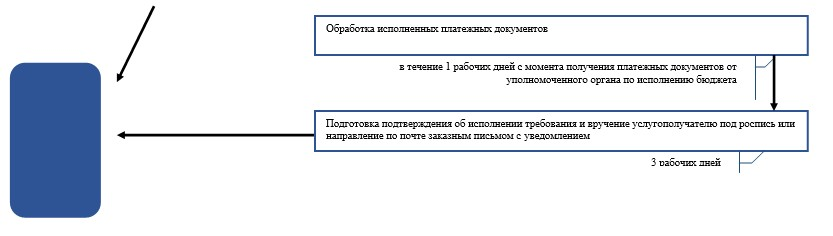 Обработка исполненных платежных документов
в течение 1 рабочих дней с момента получения платежных документов от
уполномоченного органа по исполнению бюджета
Подготовка подтверждения об исполнении требования и вручение услугополучателю под роспись или
направление по почте заказным письмом с уведомлением
3 рабочих дней